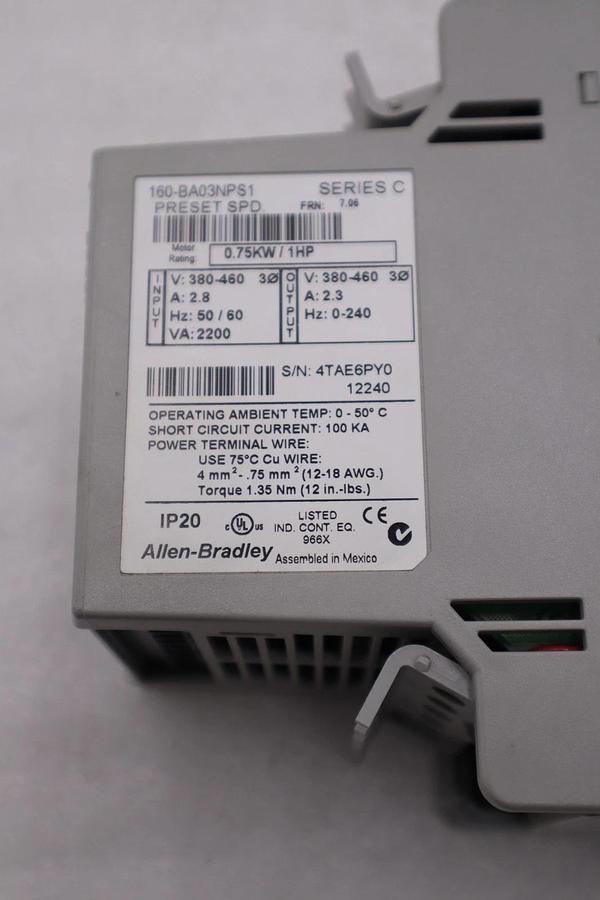 160-BA03NPS1 SERIES C
PRESET SPD FRN: 7.06
Motor Rating: 0.75KW / 1HP
INPUT
V: 380-460 3Ø
A: 2.8
Hz: 50 / 60
VA: 2200
OUTPUT
V: 380-460 3Ø
A: 2.3
Hz: 0-240
S/N: 4TAE6PY0
12240
OPERATING AMBIENT TEMP: 0 - 50° C
SHORT CIRCUIT CURRENT: 100 KA
POWER TERMINAL WIRE:
USE 75°C Cu WIRE:
4 mm² - .75 mm² (12-18 AWG.)
Torque 1.35 Nm (12 in.-lbs.)
IP20 c UL us LISTED CE
IND. CONT. EQ.
966X
Allen-Bradley Assembled in Mexico